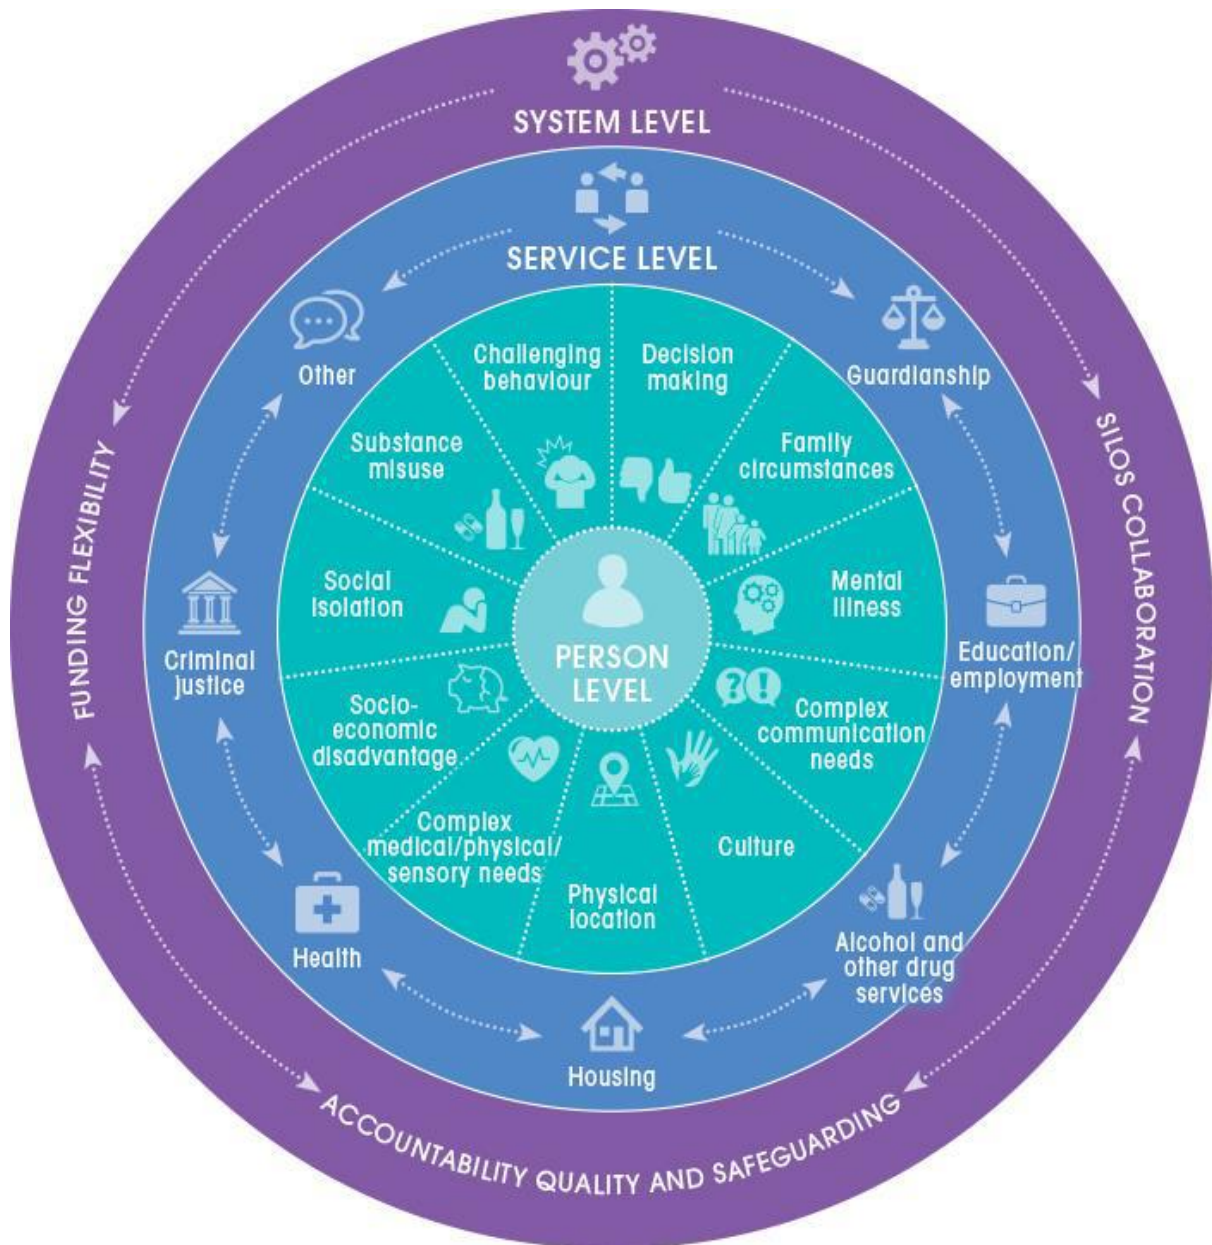 SYSTEM LEVEL
FUNDING FLEXIBILITY
SILOS COLLABORATION
ACCOUNTABILITY QUALITY AND SAFEGUARDING
SERVICE LEVEL
Guardianship
Education/
employment
Alcohol and
other drug
services
Housing
Health
Criminal
justice
Other
PERSON
LEVEL
Decision
making
Family
circumstances
Mental
illness
Complex
communication
needs
Culture
Physical
location
Complex
medical/physical/
sensory needs
Socio-
economic
disadvantage
Social
isolation
Substance
misuse
Challenging
behaviour
?
!